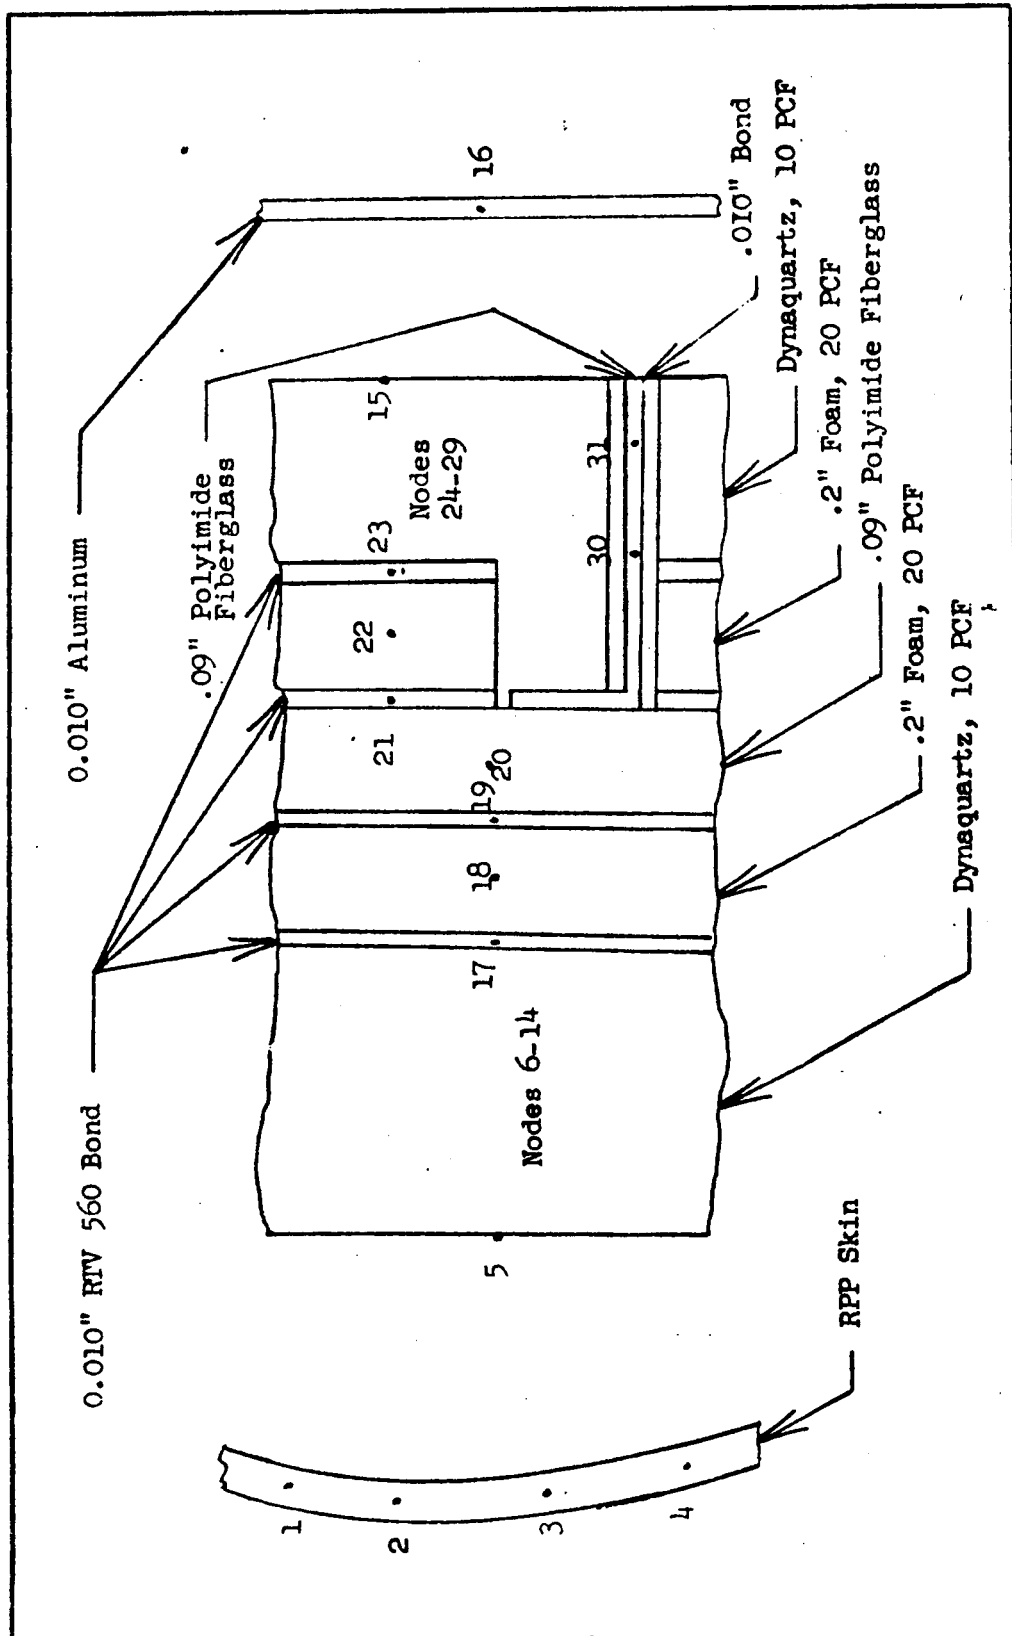 0.010" RTV 560 Bond
0.010" Aluminum
.09" Polyimide
Fiberglass
1
2
3
4
5
Nodes 6-14
17
18
19
20
21
22
23
Nodes
24-29
15
30
31
16
.010" Bond
Dynaquartz, 10 PCF
.2" Foam, 20 PCF
.09" Polyimide Fiberglass
.2" Foam, 20 PCF
Dynaquartz, 10 PCF
RPP Skin